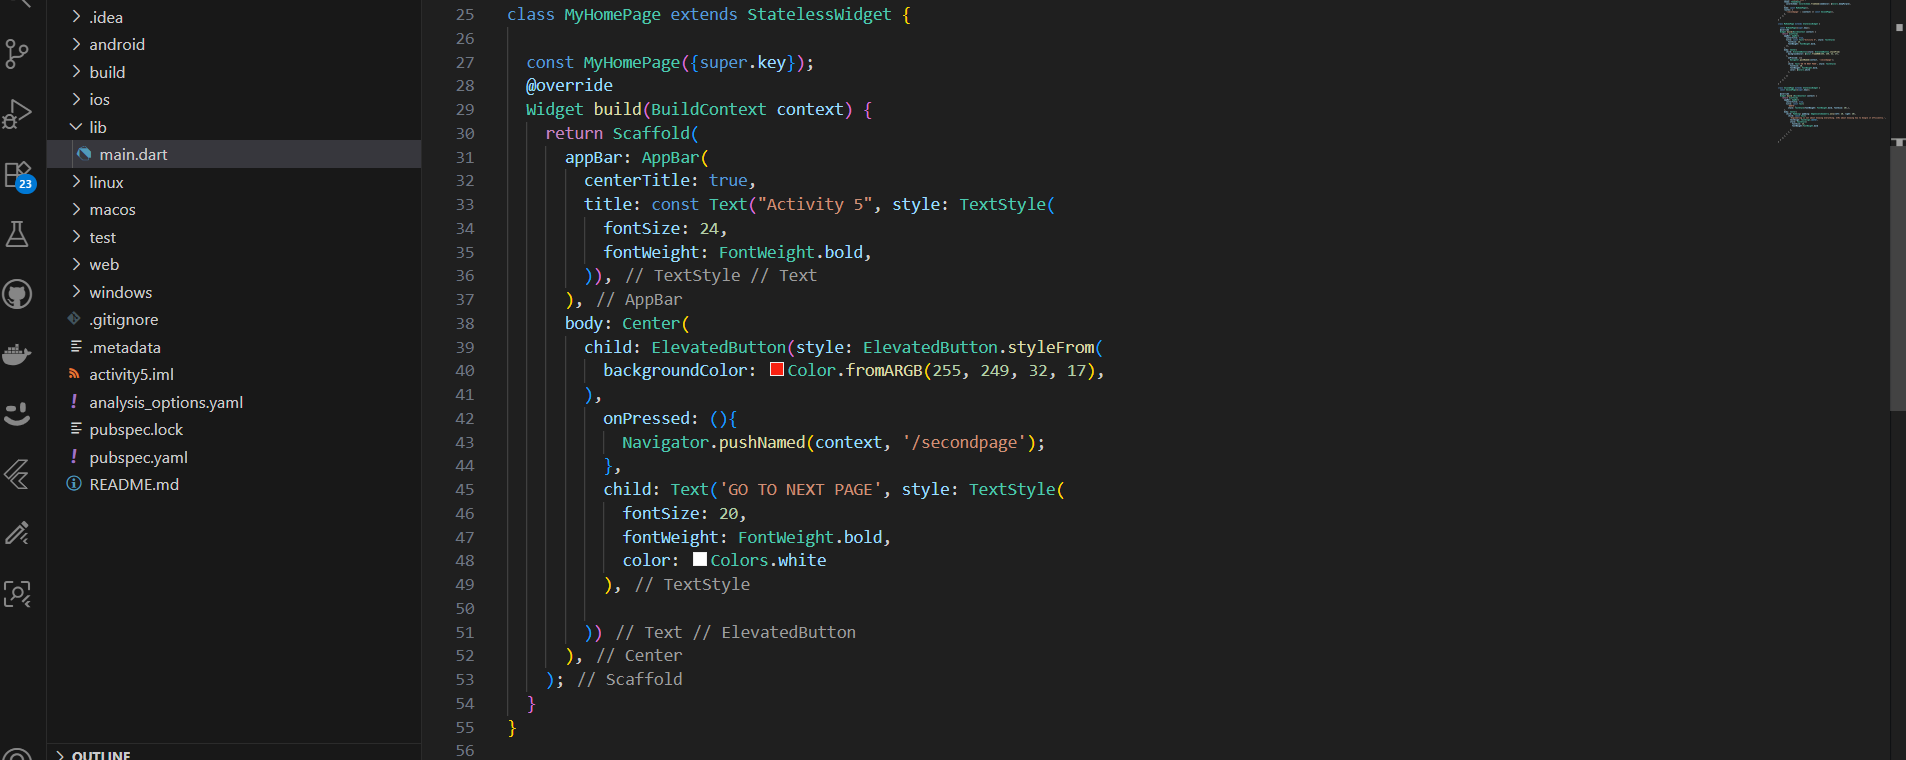 .idea
android
build
ios
lib
main.dart
linux
macos
test
web
windows
.gitignore
.metadata
activity5.iml
analysis_options.yaml
pubspec.lock
pubspec.yaml
README.md
OUTLINE
23
25 class MyHomePage extends StatelessWidget {
26
27   const MyHomePage({super.key});
28   @override
29   Widget build(BuildContext context) {
30     return Scaffold(
31       appBar: AppBar(
32         centerTitle: true,
33         title: const Text("Activity 5", style: TextStyle(
34           fontSize: 24,
35           fontWeight: FontWeight.bold,
36         )), // TextStyle // Text
37       ), // AppBar
38       body: Center(
39         child: ElevatedButton(style: ElevatedButton.styleFrom(
40           backgroundColor: Color.fromARGB(255, 249, 32, 17),
41         ),
42           onPressed: (){
43             Navigator.pushNamed(context, '/secondpage');
44           },
45           child: Text('GO TO NEXT PAGE', style: TextStyle(
46             fontSize: 20,
47             fontWeight: FontWeight.bold,
48             color: Colors.white
49           ), // TextStyle
50
51         )) // Text // ElevatedButton
52       ), // Center
53     ); // Scaffold
54   }
55 }
56